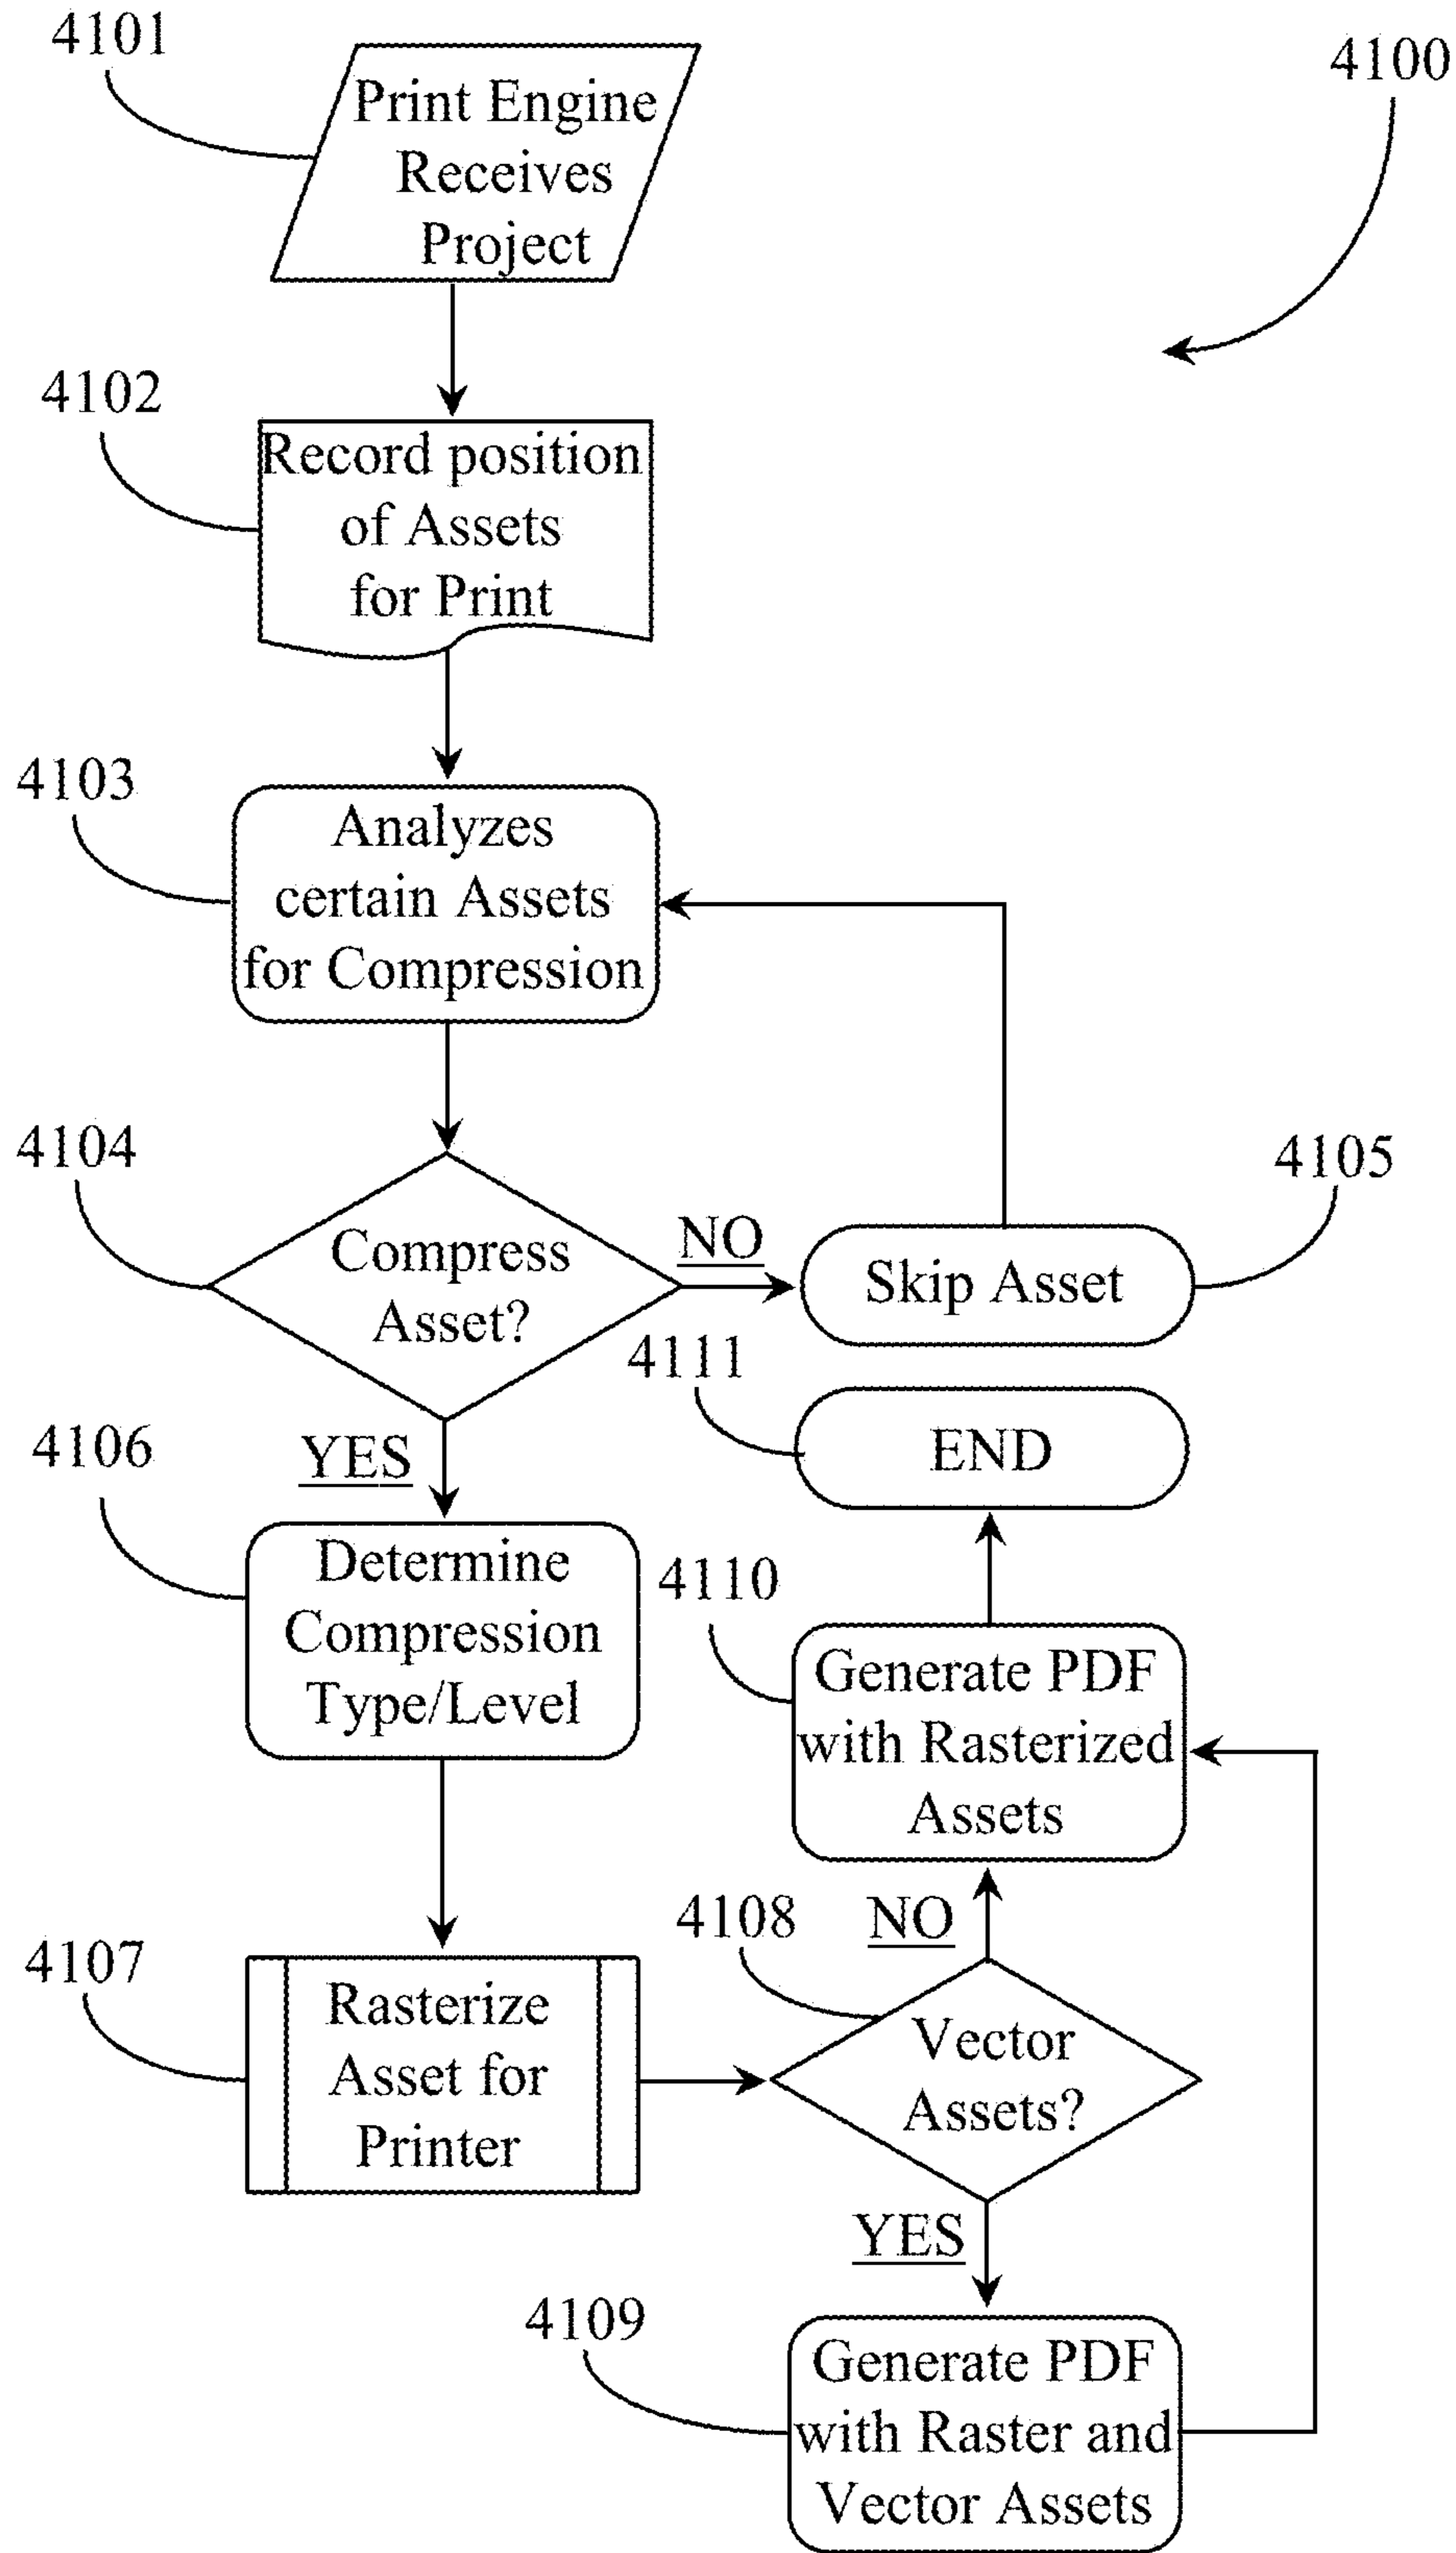 4101
4100
Print Engine
Receives
Project
4102
Record position
of Assets
for Print
4103
Analyzes
certain Assets
for Compression
4104
4105
Compress
Asset?
NO
Skip Asset
4111
END
4106
YES
Determine
Compression
Type/Level
4110
Generate PDF
with Rasterized
Assets
4107
Rasterize
Asset for
Printer
4108
NO
Vector
Assets?
YES
4109
Generate PDF
with Raster and
Vector Assets